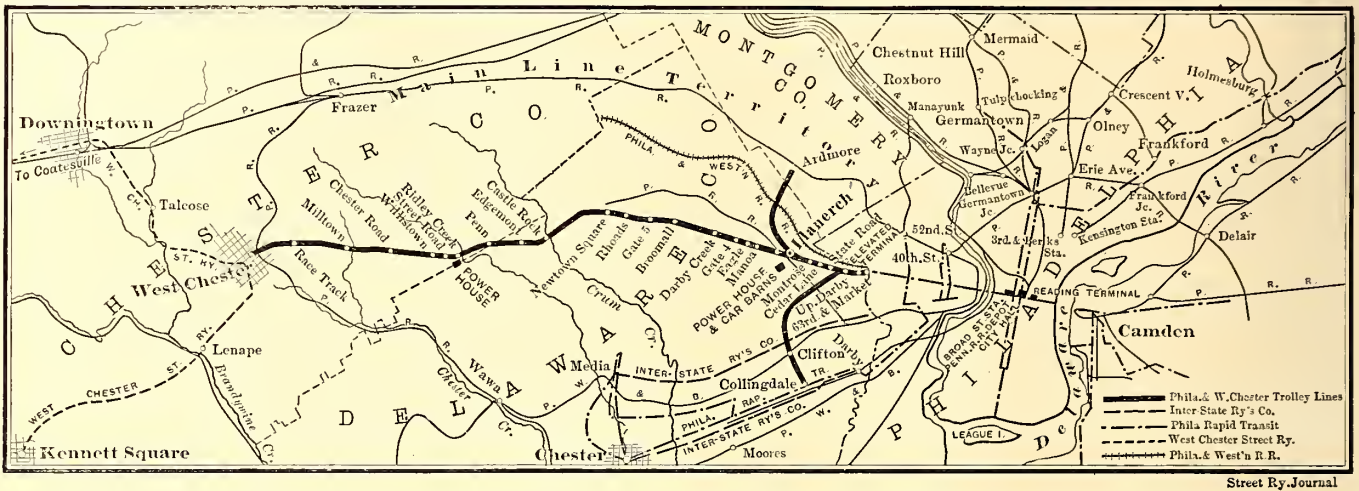 MONTGOMERY
CO.
Chestnut Hill
Mermaid
Roxboro
Manayunk
Tulpehocking
Germantown
Crescent V.
Holmesburg
Wayne Jc.
Logan
Olney
Frankford
Erie Ave.
Bellevue
Germantown
Jc.
Frankford
Jc.
Kensington Sta.
3rd. & Berks
Sta.
Delair
PHILADELPHIA
Delaware
River
Main Line Territory
P. & R. R. R.
P. R. R.
Frazer
Downingtown
To Coatesville
W. CH. ST. RY.
Talcose
West Chester
CHESTER CO.
Milltown
Race Track
Chester Road
Ridley Creek
Street Road
Willistown
Penn
POWER
HOUSE
Castle Rock
Edgemont
Newtown Square
Rhoads
Gate 5
Broomall
Darby Creek
Gate 4
Eagle
Manoa
Llanerch
POWER HOUSE
& CAR BARNS
Montrose
Cedar Line
State Road
Up. Darby
63rd. & Market
ELEVATED
TERMINAL
PHILA. & WEST'N
Ardmore
52nd. St.
40th. St.
READING TERMINAL
BROAD ST. STA.
PENN. R.R. DEPOT
CITY HALL
Camden
Crum
Cr.
DELAWARE CO.
Lenape
WEST CHESTER ST. RY.
Brandywine
Cr.
Kennett Square
Wawa
Chester
Cr.
Media
INTER-STATE RY'S CO.
Collingdale
Clifton
Darby
PHILA. RAP. TR.
INTER-STATE RY'S CO.
P. W. & B.
Chester
Moores
LEAGUE I.
Phila. & W. Chester Trolley Lines
Inter State Ry's Co.
Phila Rapid Transit
West Chester Street Ry.
Phila. & West'n R.R.
Street Ry. Journal